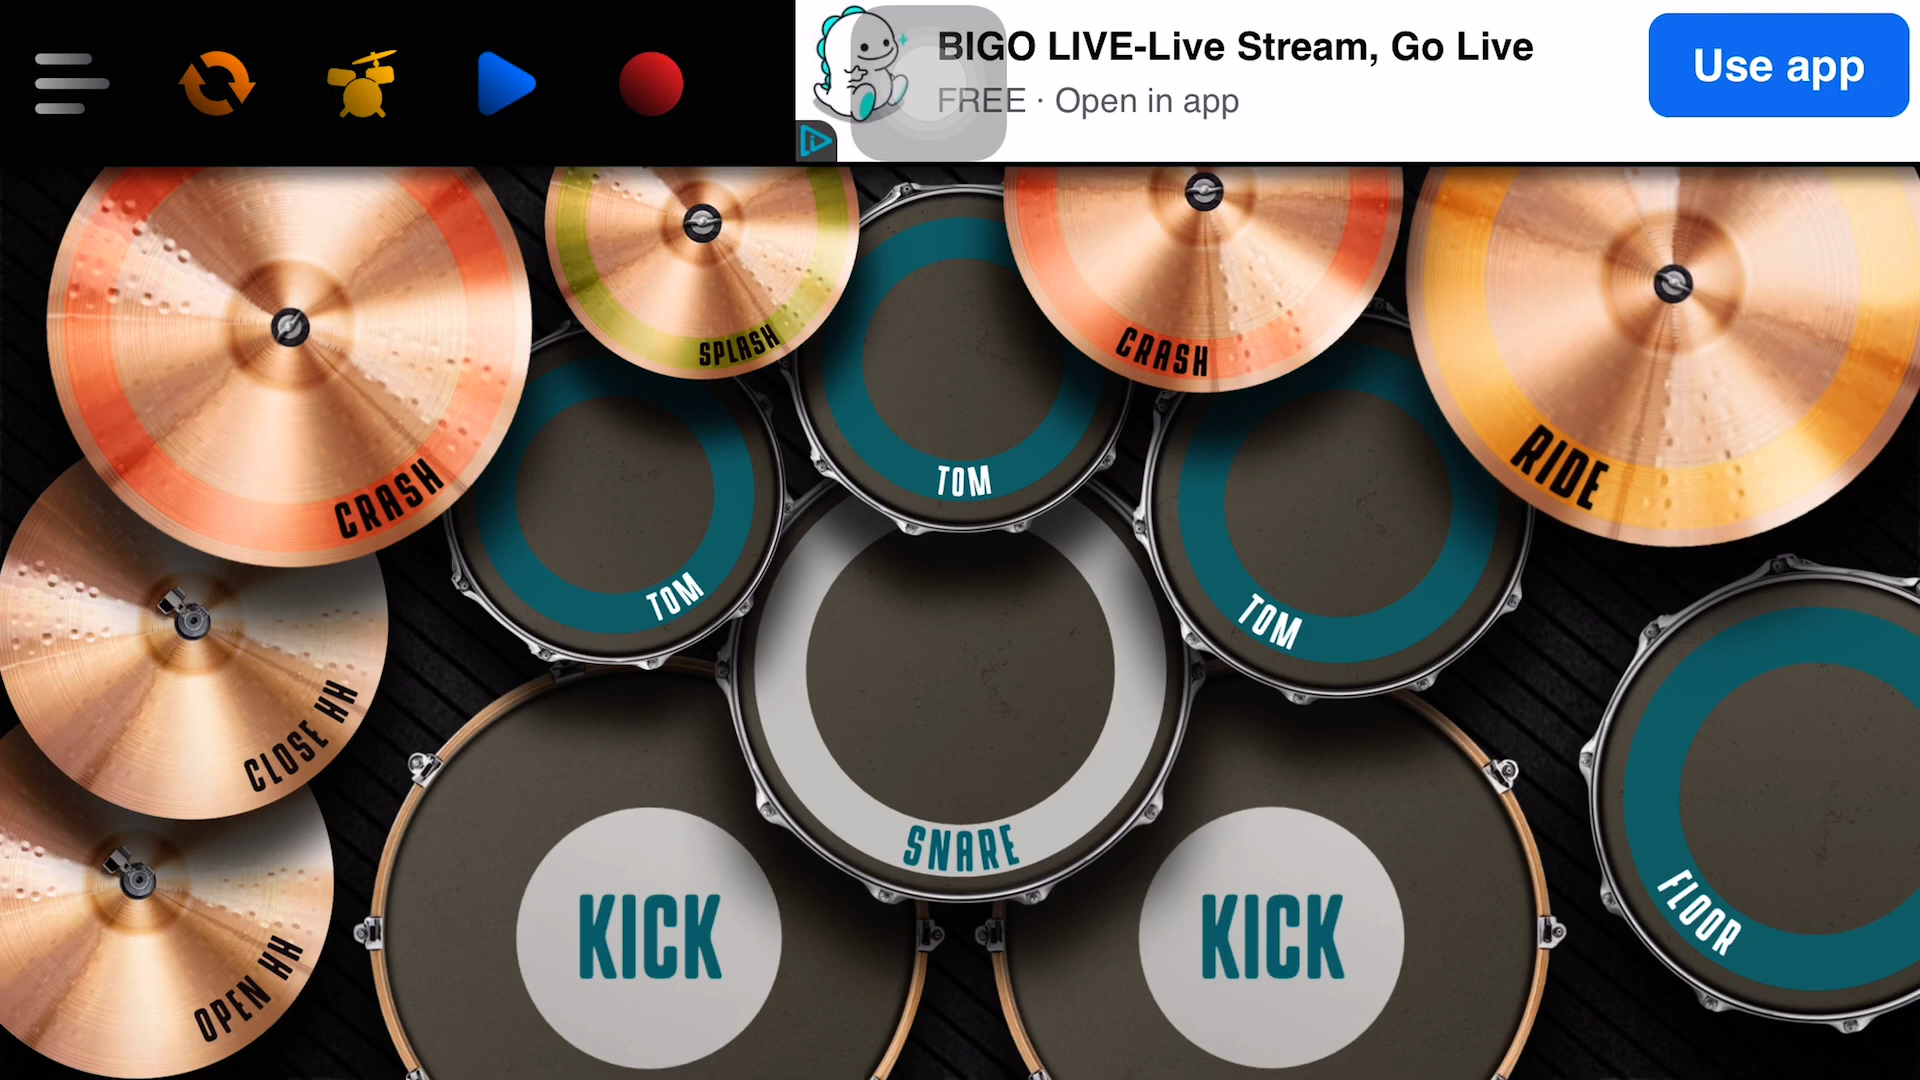 BIGO LIVE-Live Stream, Go Live
FREE · Open in app
Use app
CRASH
SPLASH
CRASH
RIDE
TOM
TOM
TOM
CLOSE HH
SNARE
OPEN HH
KICK
KICK
FLOOR